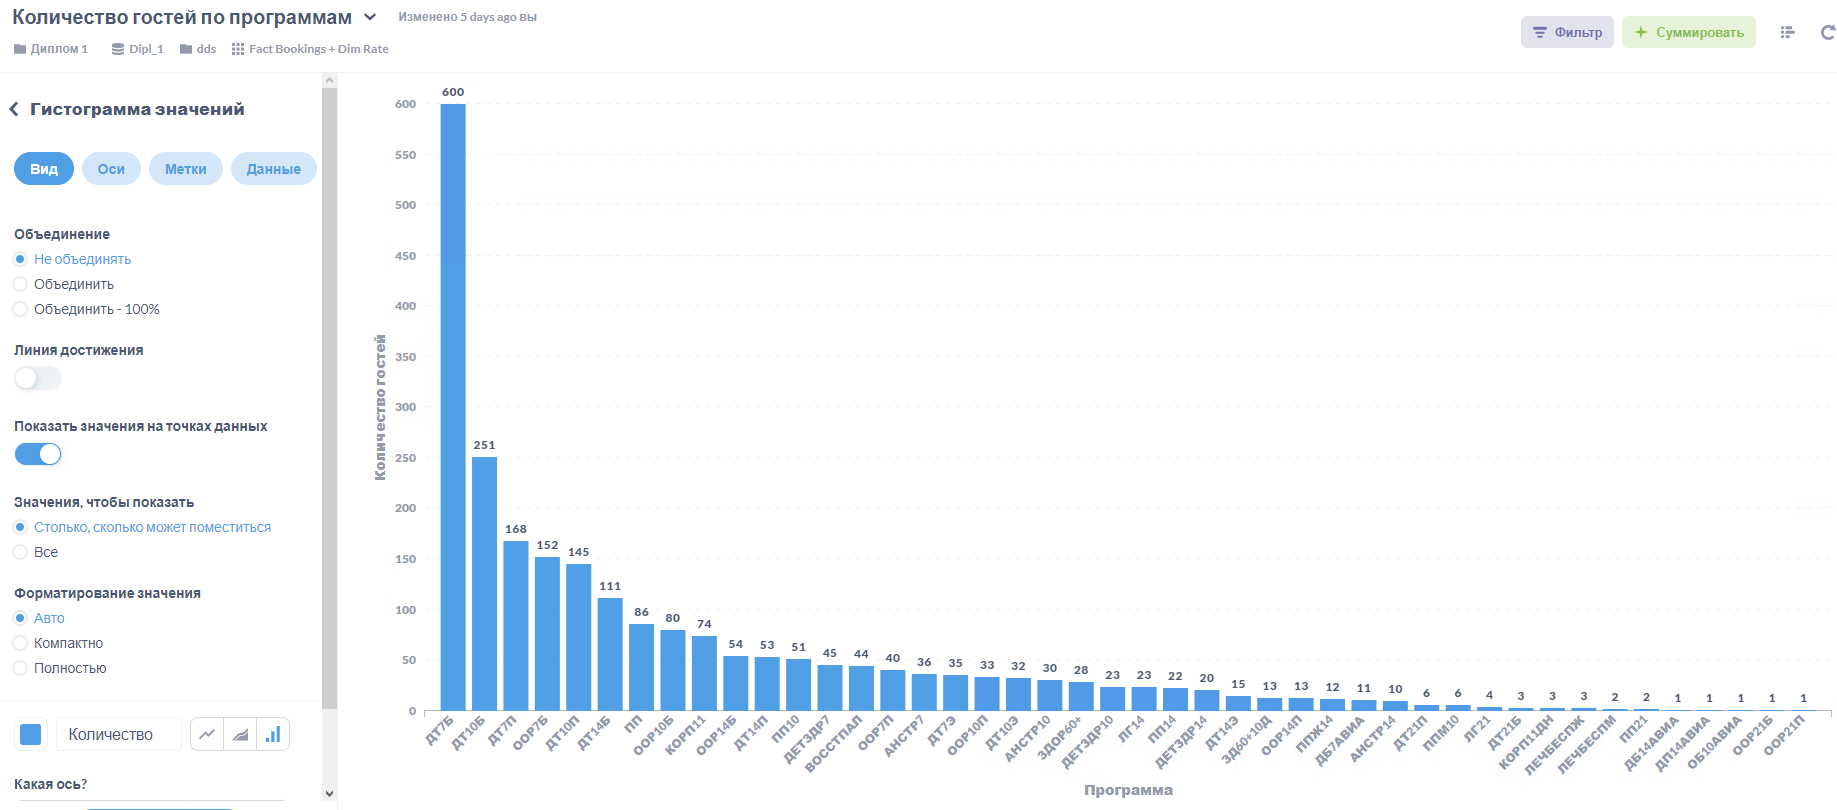 Количество гостей по программам
Изменено 5 days ago вы
Диплом 1 Dipl_1 dds Fact Bookings + Dim Rate
Фильтр
Суммировать
Гистограмма значений
Вид Оси Метки Данные
Объединение
Не объединять
Объединить
Объединить - 100%
Линия достижения
Показать значения на точках данных
Значения, чтобы показать
Столько, сколько может поместиться
Все
Форматирование значения
Авто
Компактно
Полностью
Количество
Какая ось?
Количество гостей
600
550
500
450
400
350
300
250
200
150
100
50
0
600 251 168 152 145 111 86 80 74 54 53 51 45 44 40 36 35 33 32 30 28 23 23 22 20 15 13 13 12 11 10 6 6 4 3 3 3 2 2 1 1 1 1 1
ДТ7Б
ДТ10Б
ДТ7П
ООР7Б
ДТ10П
ДТ14Б
ПП
ООР10Б
КОРП11
ООР14Б
ДТ14П
ПП10
ДЕТЗДР7
ВОССТПАЛ
ООР7П
АНСТР7
ДТ7Э
ООР10П
ДТ10Э
АНСТР10
ЗДОР60+
ДЕТЗДР10
ЛГ14
ПП14
ДЕТЗДР14
ДТ14Э
ЗД60+10Д
ООР14П
ППЖ14
ДБ7АВИА
АНСТР14
ДТ21П
ППМ10
ЛГ21
ДТ21Б
КОРП11ДН
ЛЕЧБЕСПЖ
ЛЕЧБЕСПМ
ПП21
ДБ14АВИА
ДП14АВИА
ОБ10АВИА
ООР21Б
ООР21П
Программа